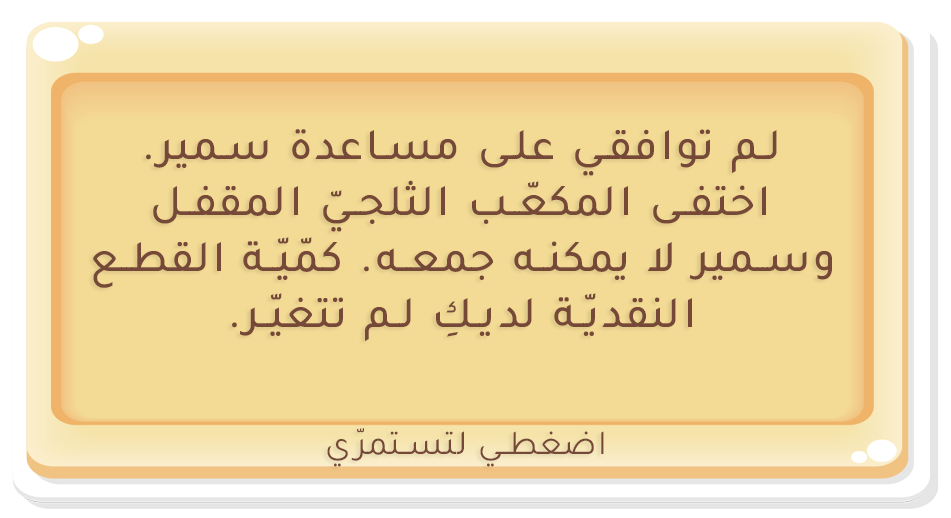 لم توافقي على مساعدة سمير.
اختفى المكعّب الثلجيّ المقفل
وسمير لا يمكنه جمعه. كمّيّة القطع
النقديّة لديكِ لم تتغيّر.
اضغطي لتستمرّي